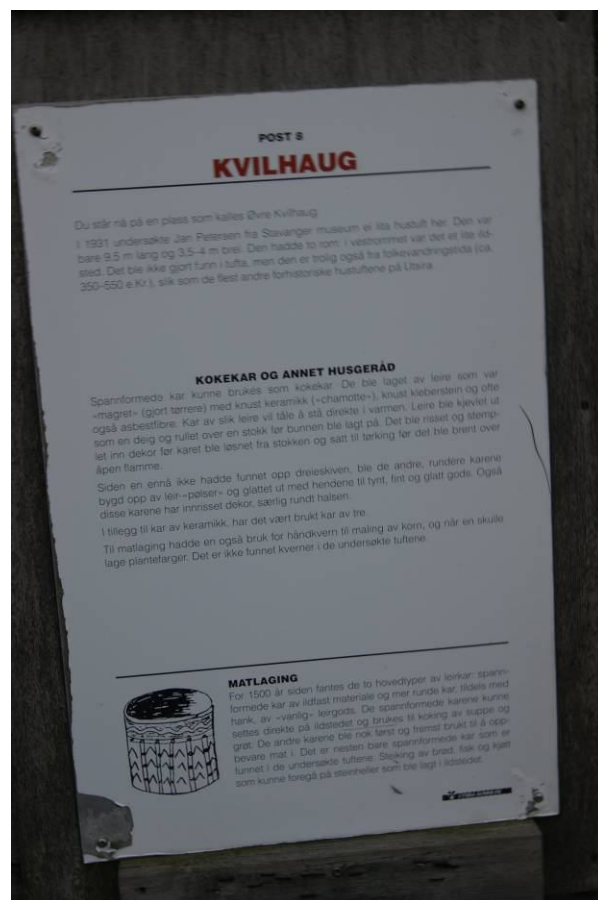 POST 8
KVILHAUG
Du står nå på en plass som kalles Øvre Kvilhaug.
I 1931 undersøkte Jan Petersen fra Stavanger museum ei lita hustuft her. Den var
bare 9,5 m lang og 3,5–4 m brei. Den hadde to rom; i vestrommet var det et lite ild-
sted. Det ble ikke gjort funn i tufta, men den er trolig også fra folkevandringstida (ca.
350–550 e.Kr.), slik som de flest andre forhistoriske hustuftene på Utsira.
KOKEKAR OG ANNET HUSGERÅD
Spannformede kar kunne brukes som kokekar. De ble laget av leire som var
«magret» (gjort tørrere) med knust keramikk («chamotte»), knust kleberstein og ofte
også asbestfibre. Kar av slik leire vil tåle å stå direkte i varmen. Leire ble kjevlet ut
som en deig og rullet over en stokk før bunnen ble lagt på. Det ble risset og stemp-
let inn dekor før karet ble løsnet fra stokken og satt til tørking før det ble brent over
åpen flamme.
Siden en ennå ikke hadde funnet opp dreieskiven, ble de andre, rundere karene
bygd opp av leir-«pølser» og glattet ut med hendene til tynt, fint og glatt gods. Også
disse karene har innrisset dekor, særlig rundt halsen.
I tillegg til kar av keramikk, har det vært brukt kar av tre.
Til matlaging hadde en også bruk for håndkvern til maling av korn, og når en skulle
lage plantefarger. Det er ikke funnet kverner i de undersøkte tuftene.
MATLAGING
For 1500 år siden fantes de to hovedtyper av leirkar: spann-
formede kar av ildfast materiale og mer runde kar, tildels med
hank, av «vanlig» leirgods. De spannformede karene kunne
settes direkte på ildstedet og brukes til koking av suppe og
grøt. De andre karene ble nok først og fremst brukt til å opp-
bevare mat i. Det er nesten bare spannformede kar som er
funnet i de undersøkte tuftene. Steiking av brød, fisk og kjøtt
som kunne foregå på steinheller som ble lagt i ildstedet.